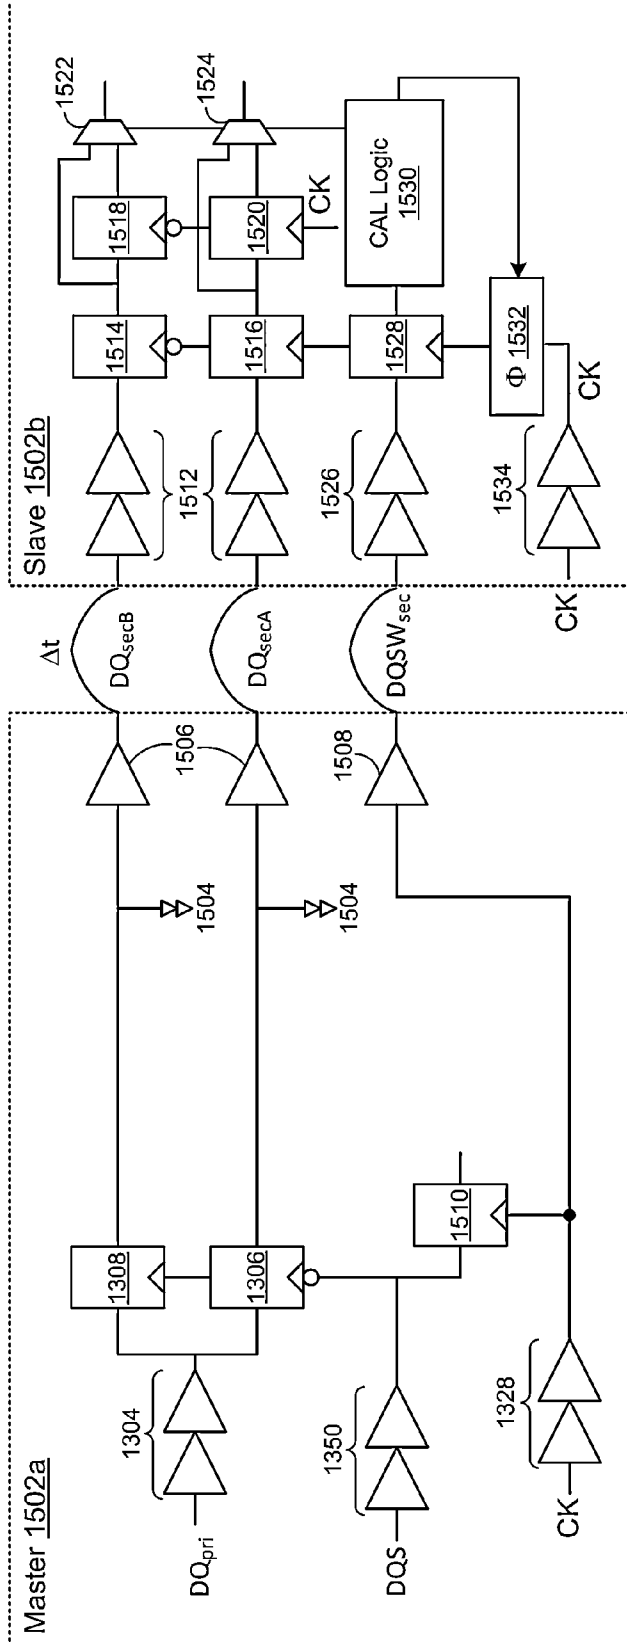 Master 1502a
DQpri
1304
1308
1306
DQS
1350
1510
CK
1328
1504
1504
1506
1508
Δt
DQsecB
DQsecA
DQSWsec
Slave 1502b
1512
1526
1534
CK
CK
1514
1516
1528
Φ 1532
1518
1520
CK
CAL Logic
1530
1522
1524